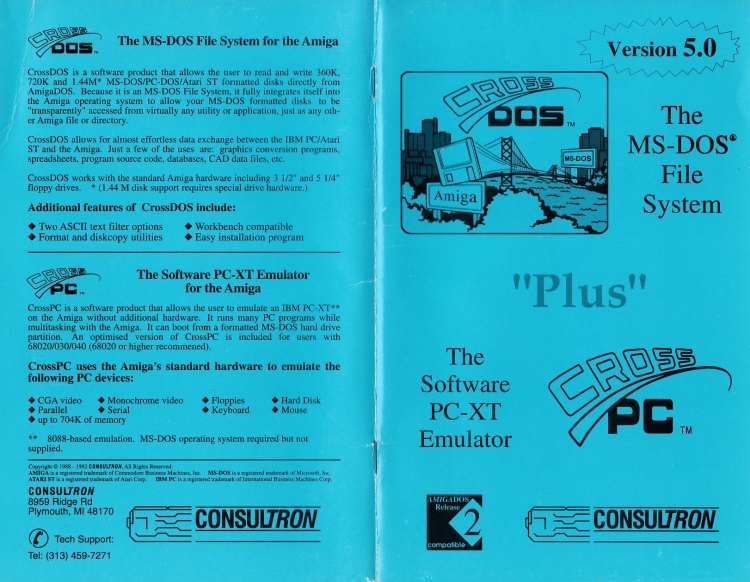 CROSS
DOS™
The MS-DOS File System for the Amiga
CrossDOS is a software product that allows the user to read and write 360K,
720K and 1.44M* MS-DOS/PC-DOS/Atari ST formatted disks directly from
AmigaDOS. Because it is an MS-DOS File System, it fully integrates itself into
the Amiga operating system to allow your MS-DOS formatted disks to be
"transparently" accessed from virtually any utility or application, just as any oth-
er Amiga file or directory.
CrossDOS allows for almost effortless data exchange between the IBM PC/Atari
ST and the Amiga. Just a few of the uses are: graphics conversion programs,
spreadsheets, program source code, databases, CAD data files, etc.
CrossDOS works with the standard Amiga hardware including 3 1/2" and 5 1/4"
floppy drives. * (1.44 M disk support requires special drive hardware.)
Additional features of CrossDOS include:
◆ Two ASCII text filter options ◆ Workbench compatible
◆ Format and diskcopy utilities ◆ Easy installation program
CROSS
PC™
The Software PC-XT Emulator
for the Amiga
CrossPC is a software product that allows the user to emulate an IBM PC-XT**
on the Amiga without additional hardware. It runs many PC programs while
multitasking with the Amiga. It can boot from a formatted MS-DOS hard drive
partition. An optimised version of CrossPC is included for users with
68020/030/040 (68020 or higher recommened).
CrossPC uses the Amiga's standard hardware to emulate the
following PC devices:
◆ CGA video ◆ Monochrome video ◆ Floppies ◆ Hard Disk
◆ Parallel ◆ Serial ◆ Keyboard ◆ Mouse
◆ up to 704K of memory
** 8088-based emulation. MS-DOS operating system required but not
supplied.
Copyright © 1988 - 1992 CONSULTRON. All Rights Reserved.
AMIGA is a registered trademark of Commodore Business Machines, Inc. MS-DOS is a registered trademark of Microsoft, Inc.
ATARI ST is a registered trademark of Atari Corp. IBM PC is a registered trademark of International Business Machines Corp.
CONSULTRON
8959 Ridge Rd
Plymouth, MI 48170
Tech Support:
Tel: (313) 459-7271
CONSULTRON
Version 5.0
CROSS
DOS™
MS-DOS
Amiga
The
MS-DOS®
File
System
"Plus"
The
Software
PC-XT
Emulator
CROSS
PC™
AMIGADOS
Release
2
compatible
CONSULTRON